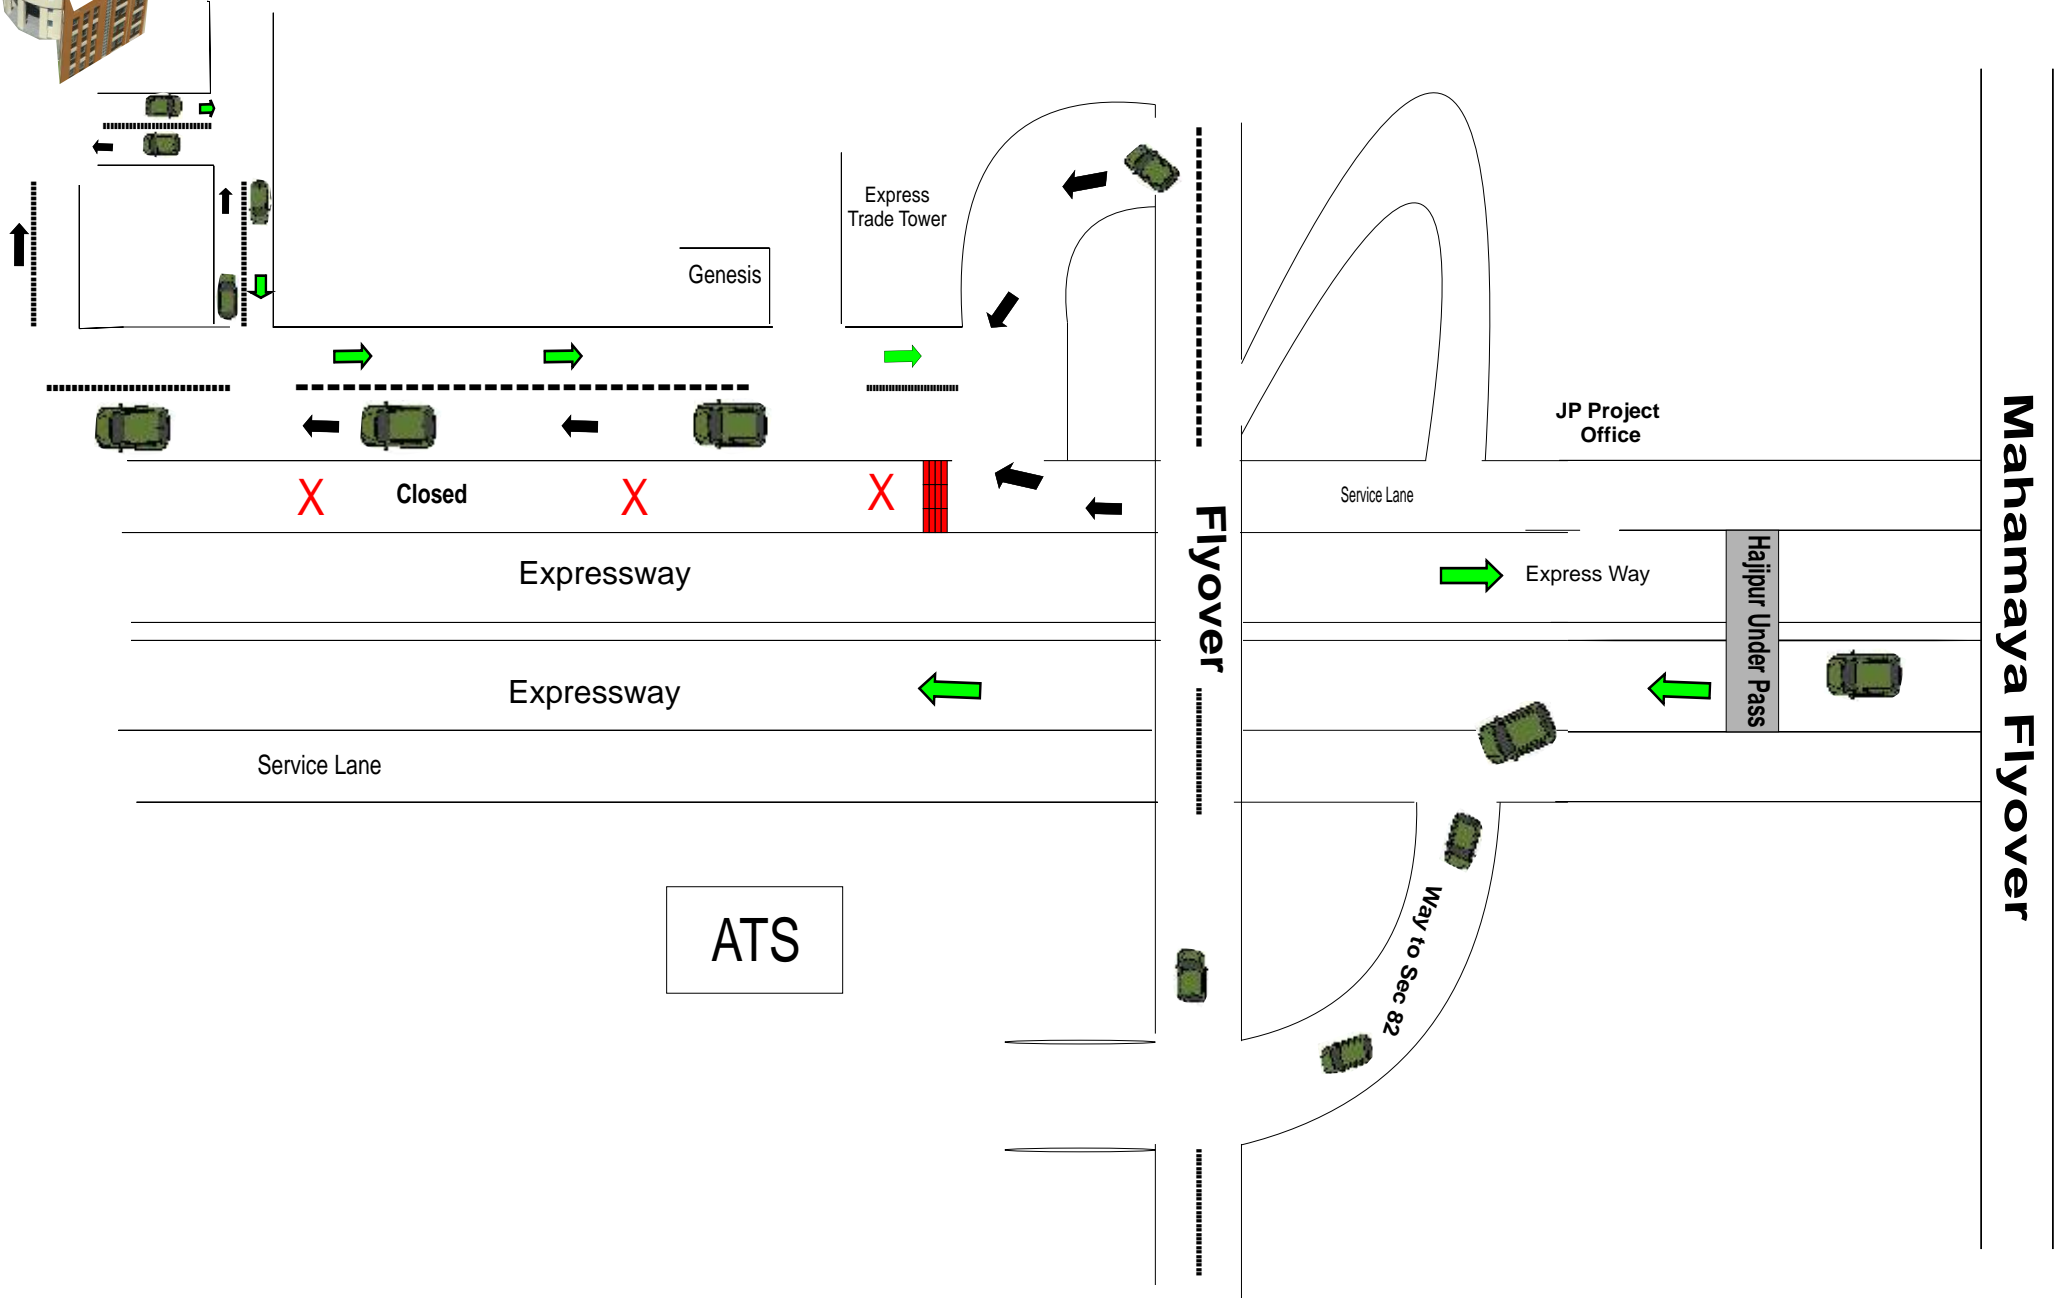 Express
Trade Tower
Genesis
JP Project
Office
X
Closed
X
X
Service Lane
Flyover
Expressway
Express Way
Hajipur Under Pass
Mahamaya Flyover
Expressway
Service Lane
ATS
Way to Sec 82